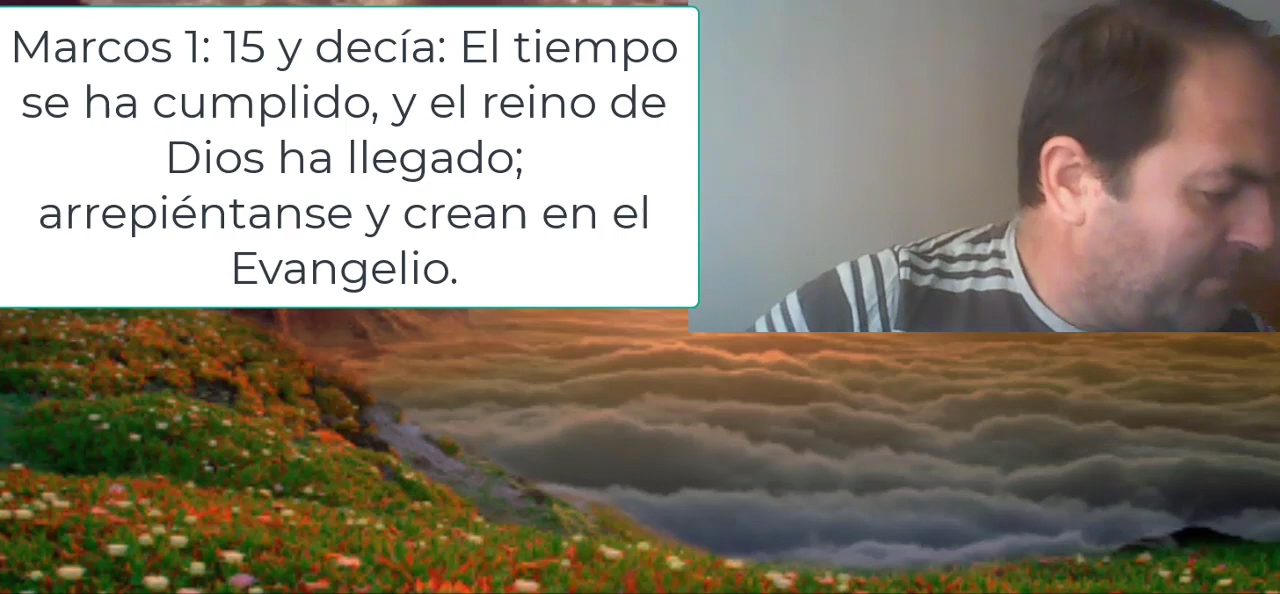 Marcos 1: 15 y decía: El tiempo
se ha cumplido, y el reino de
Dios ha llegado;
arrepiéntanse y crean en el
Evangelio.